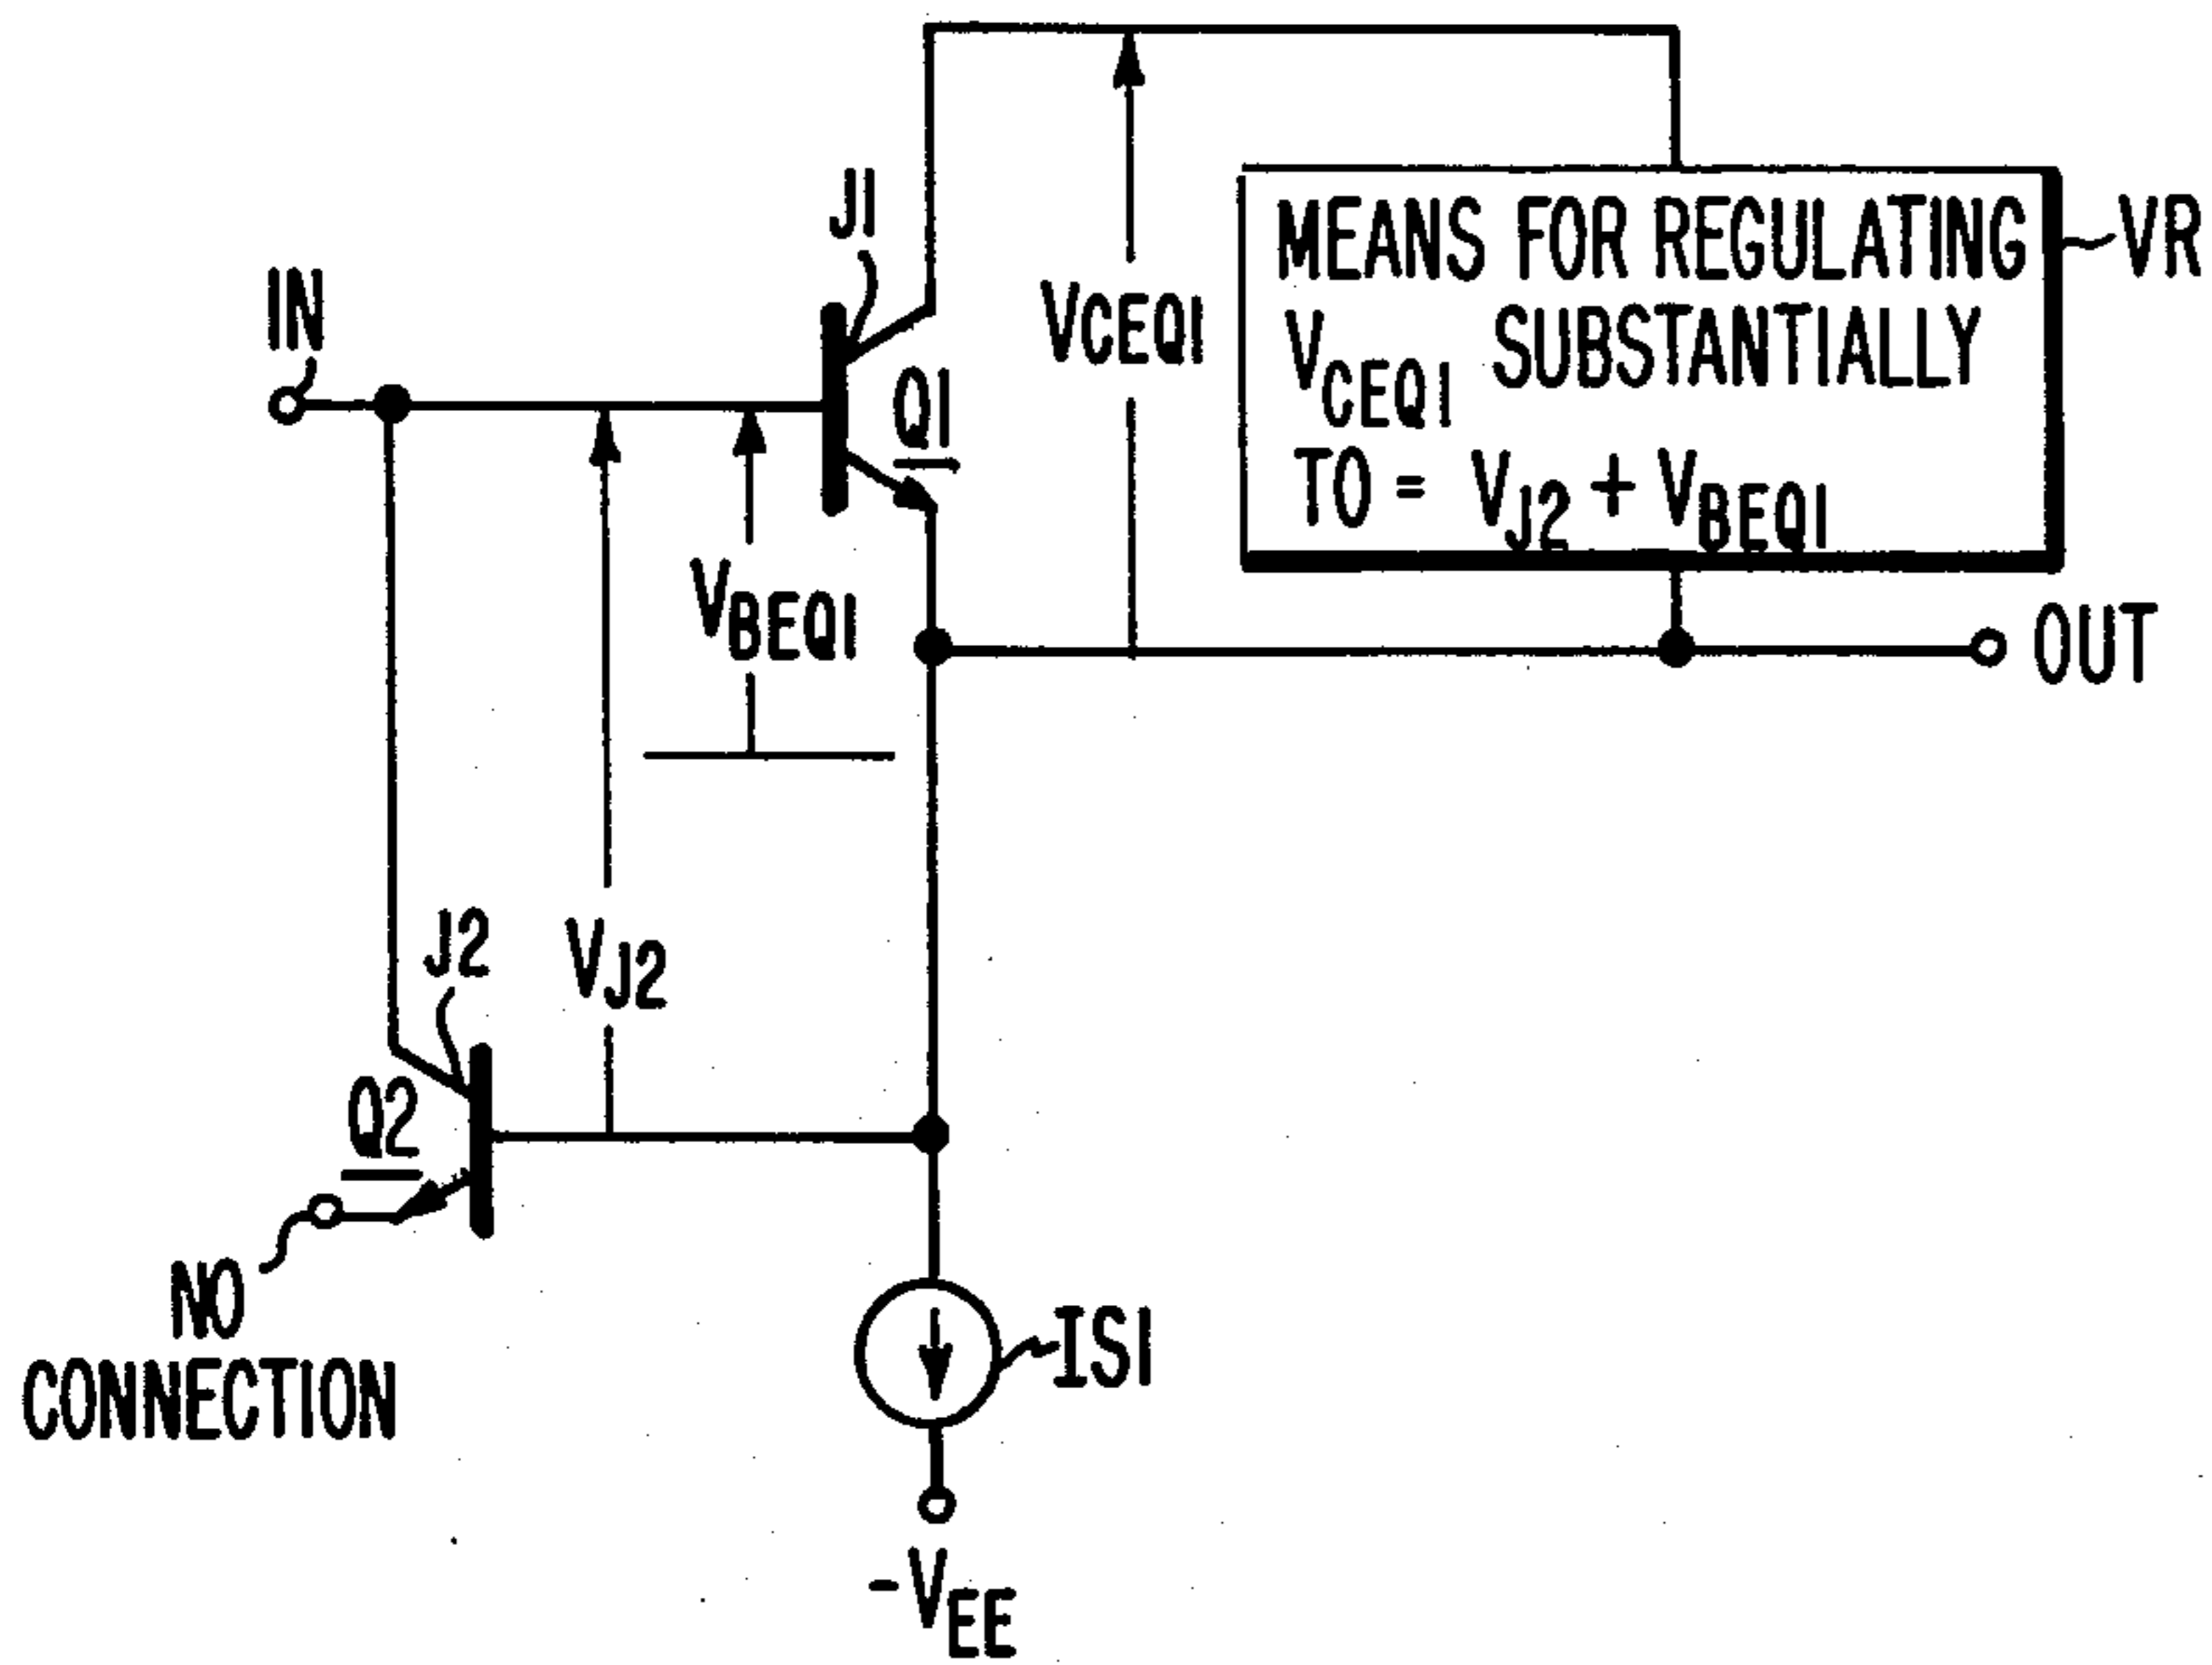 J1
IN
Q1
VCEQ1
MEANS FOR REGULATING
VCEQ1 SUBSTANTIALLY
TO = VJ2 + VBEQ1
VR
VBEQ1
OUT
J2
VJ2
Q2
NO
CONNECTION
IS1
-VEE